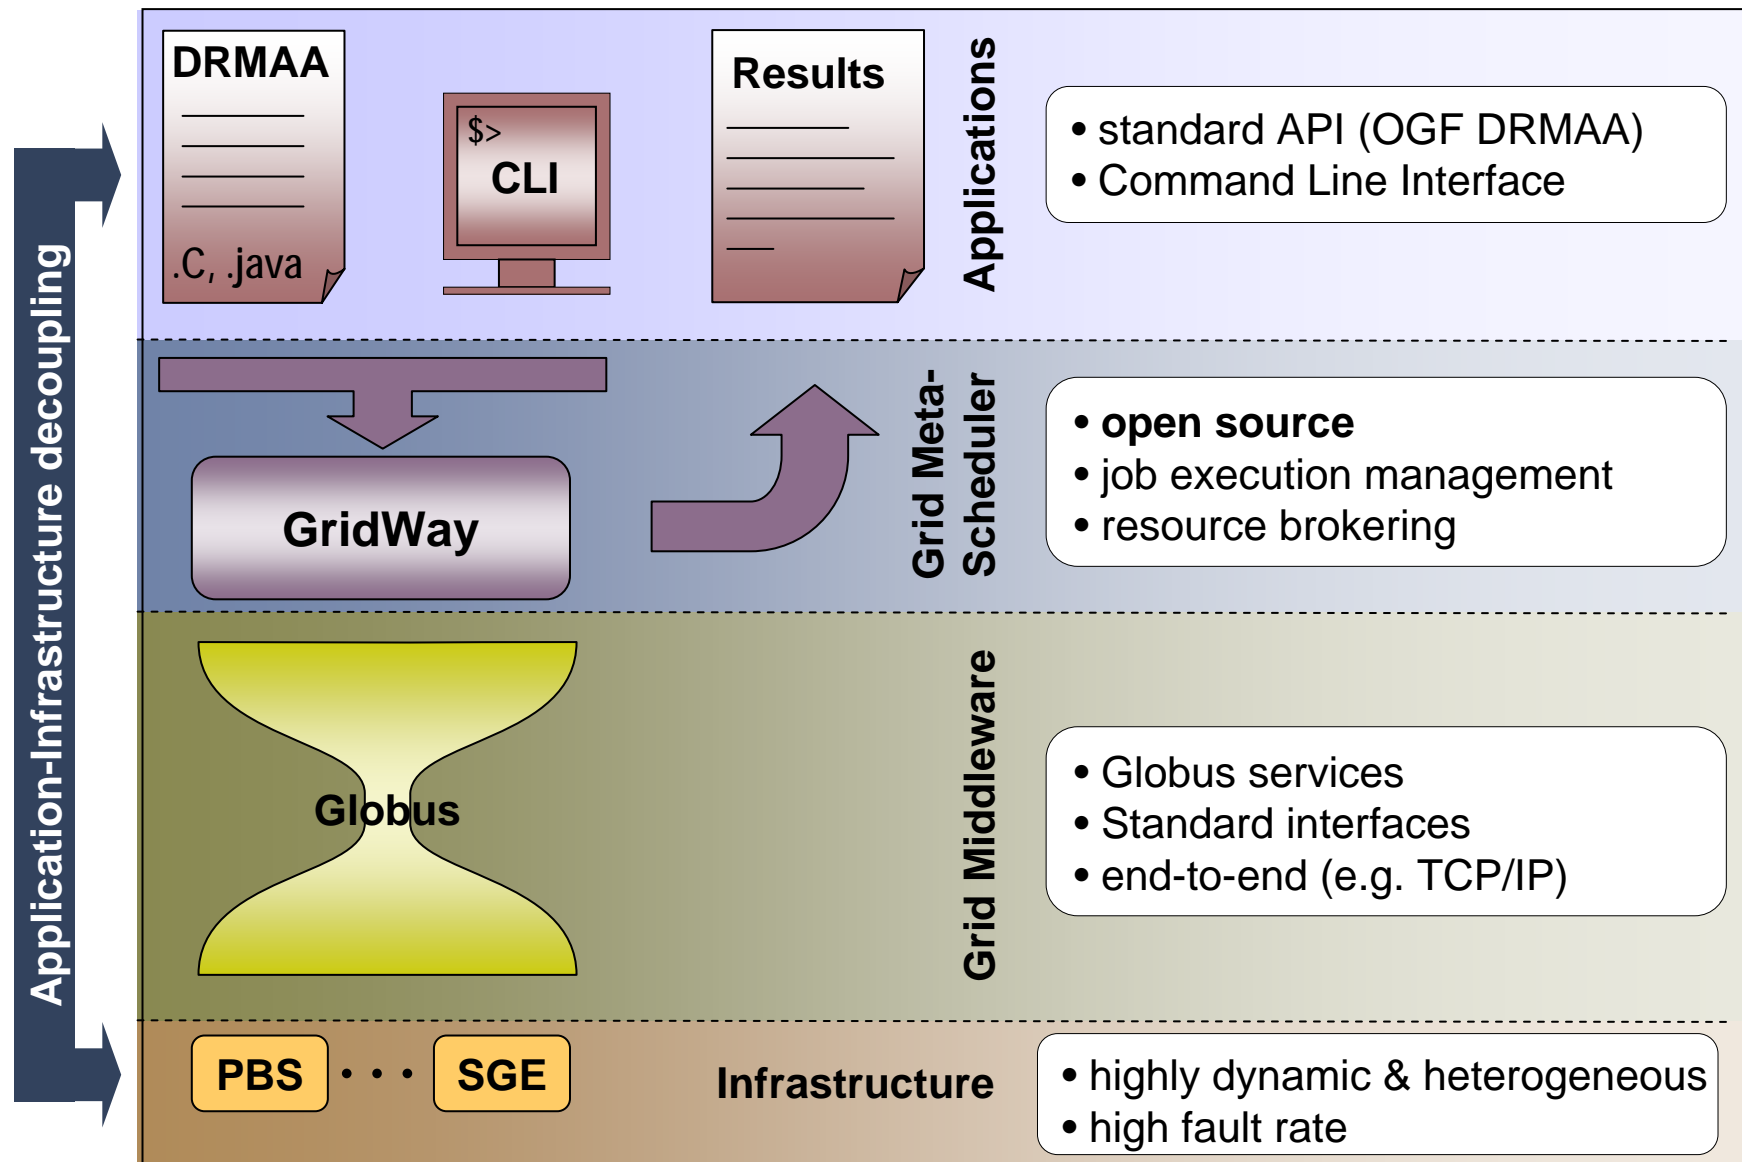 Application-Infrastructure decoupling
DRMAA
.C, .java
$>
CLI
Results
Applications
• standard API (OGF DRMAA)
• Command Line Interface
GridWay
Grid Meta-
Scheduler
• open source
• job execution management
• resource brokering
Globus
Grid Middleware
• Globus services
• Standard interfaces
• end-to-end (e.g. TCP/IP)
PBS
• • •
SGE
Infrastructure
• highly dynamic & heterogeneous
• high fault rate